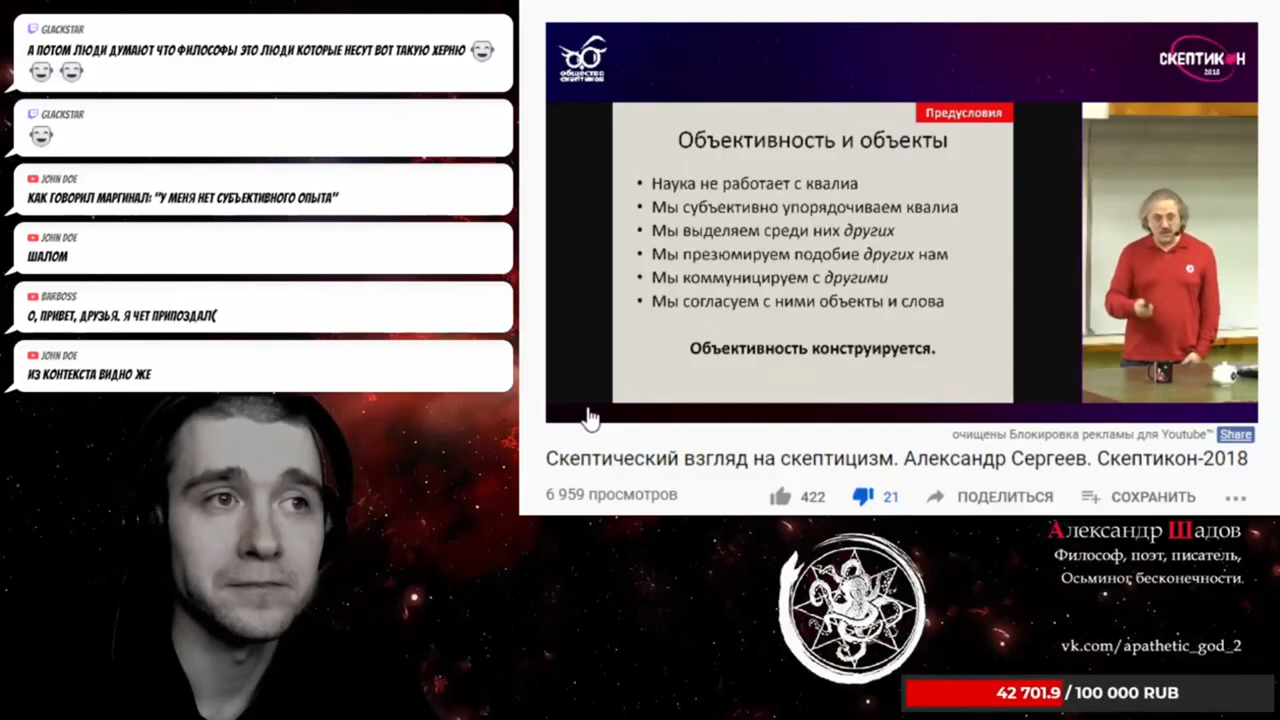 GLACKSTAR
А ПОТОМ ЛЮДИ ДУМАЮТ ЧТО ФИЛОСОФЫ ЭТО ЛЮДИ КОТОРЫЕ НЕСУТ ВОТ ТАКУЮ ХЕРНЮ
GLACKSTAR
JOHN DOE
КАК ГОВОРИЛ МАРГИНАЛ: "У МЕНЯ НЕТ СУБЪЕКТИВНОГО ОПЫТА"
JOHN DOE
ШАЛОМ
BARBOSS
О, ПРИВЕТ, ДРУЗЬЯ. Я ЧЕТ ПРИПОЗДАЛ(
JOHN DOE
ИЗ КОНТЕКСТА ВИДНО ЖЕ
общество
скептиков
СКЕПТИКОН
2018
Предусловия
Объективность и объекты
• Наука не работает с квалиа
• Мы субъективно упорядочиваем квалиа
• Мы выделяем среди них других
• Мы презюмируем подобие других нам
• Мы коммуницируем с другими
• Мы согласуем с ними объекты и слова
Объективность конструируется.
очищены Блокировка рекламы для Youtube™ Share
Скептический взгляд на скептицизм. Александр Сергеев. Скептикон-2018
6 959 просмотров
422
21
ПОДЕЛИТЬСЯ
СОХРАНИТЬ
Александр Шадов
Философ, поэт, писатель,
Осьминог бесконечности.
vk.com/apathetic_god_2
42 701.9 / 100 000 RUB